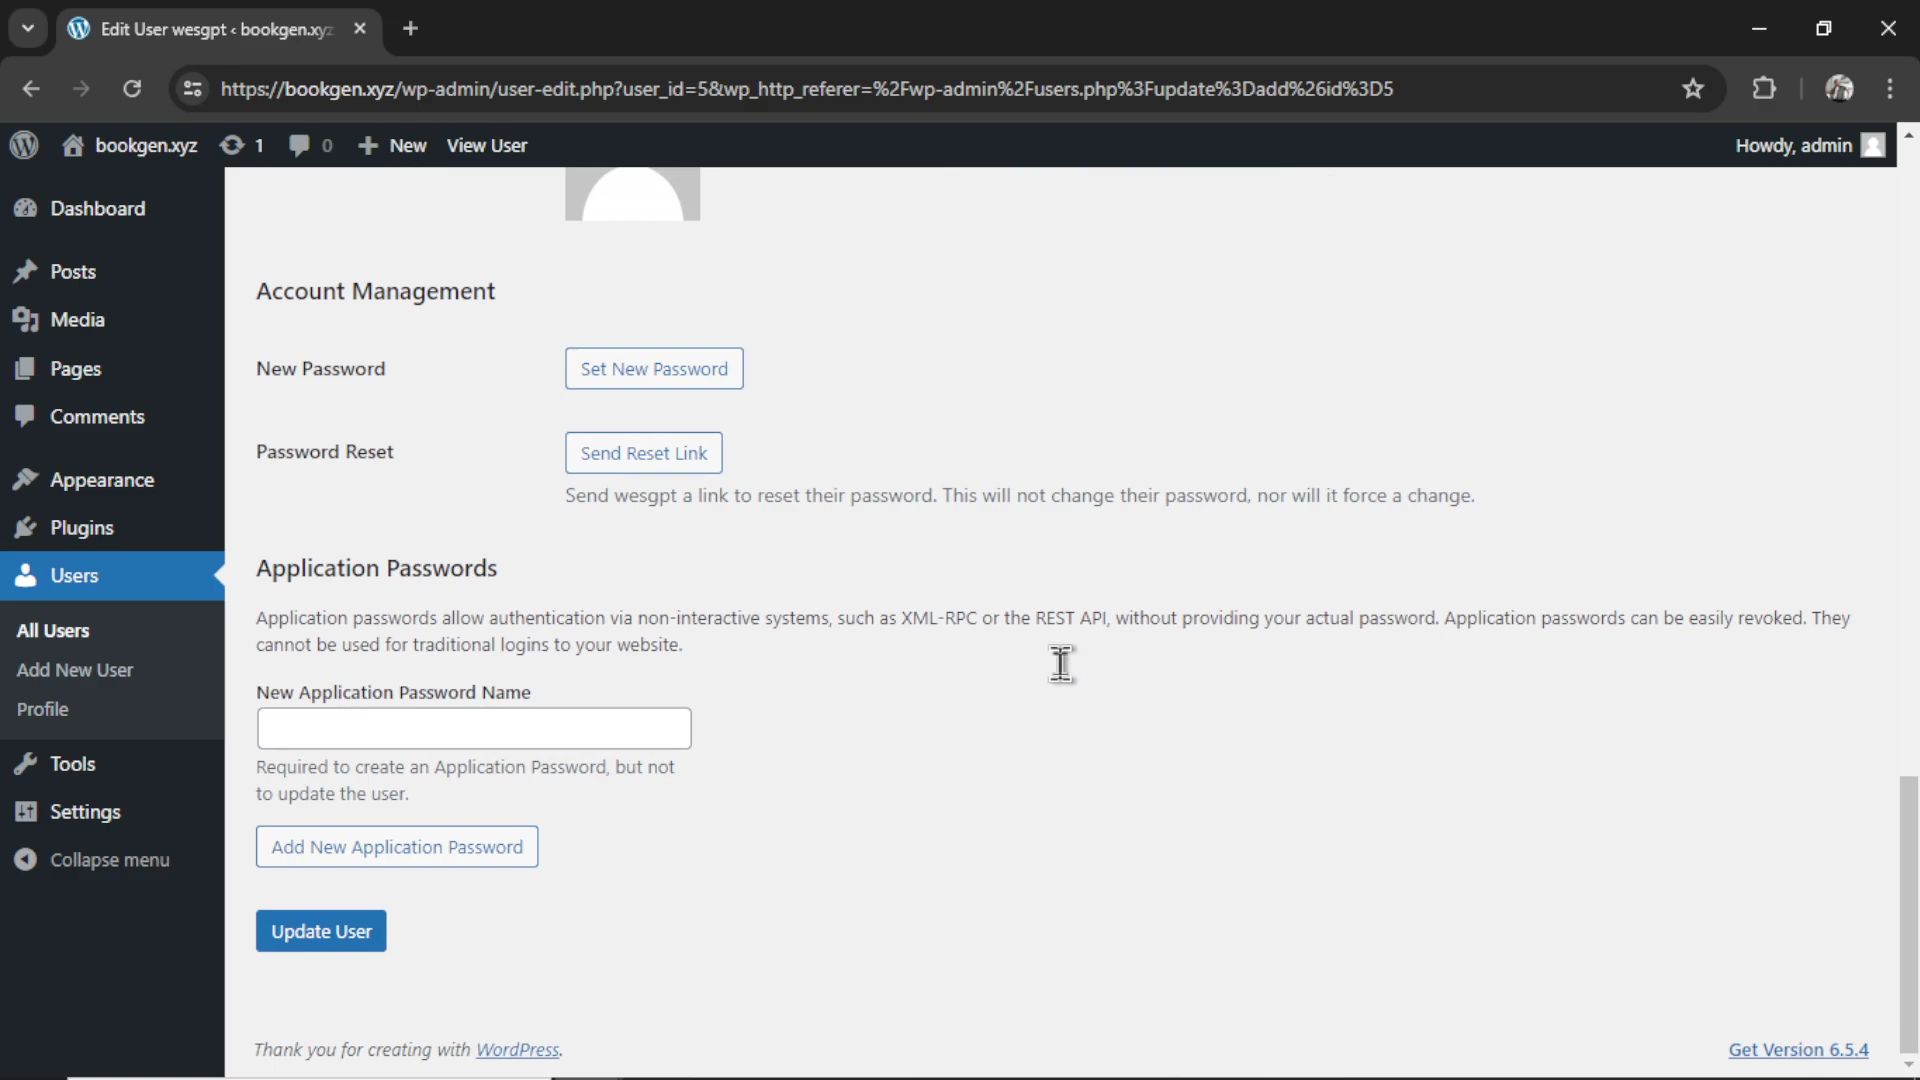 Edit User wesgpt ‹ bookgen.xyz
https://bookgen.xyz/wp-admin/user-edit.php?user_id=5&wp_http_referer=%2Fwp-admin%2Fusers.php%3Fupdate%3Dadd%26id%3D5
bookgen.xyz 1 0 New View User Howdy, admin
Dashboard
Posts
Media
Pages
Comments
Appearance
Plugins
Users
All Users
Add New User
Profile
Tools
Settings
Collapse menu
Account Management
New Password Set New Password
Password Reset Send Reset Link
Send wesgpt a link to reset their password. This will not change their password, nor will it force a change.
Application Passwords
Application passwords allow authentication via non-interactive systems, such as XML-RPC or the REST API, without providing your actual password. Application passwords can be easily revoked. They
cannot be used for traditional logins to your website.
New Application Password Name
Required to create an Application Password, but not
to update the user.
Add New Application Password
Update User
Thank you for creating with WordPress. Get Version 6.5.4